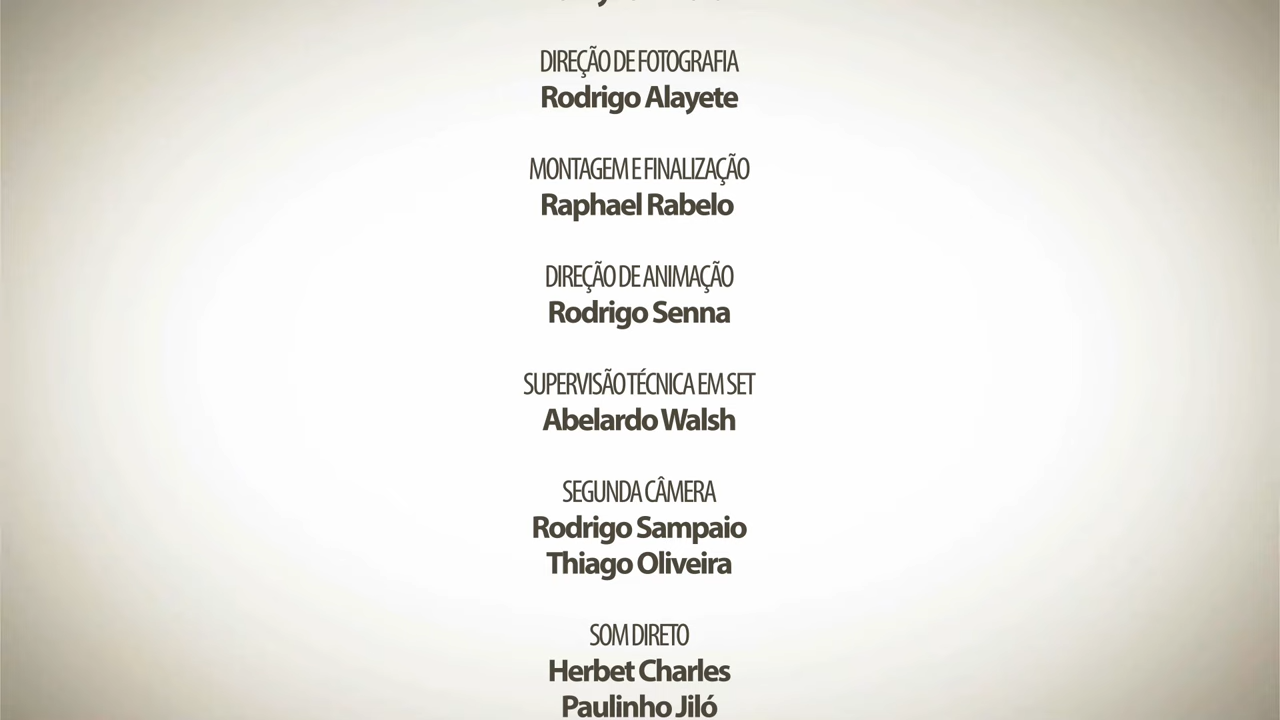 DIREÇÃO DE FOTOGRAFIA
Rodrigo Alayete
MONTAGEM E FINALIZAÇÃO
Raphael Rabelo
DIREÇÃO DE ANIMAÇÃO
Rodrigo Senna
SUPERVISÃO TÉCNICA EM SET
Abelardo Walsh
SEGUNDA CÂMERA
Rodrigo Sampaio
Thiago Oliveira
SOM DIRETO
Herbet Charles
Paulinho Jiló